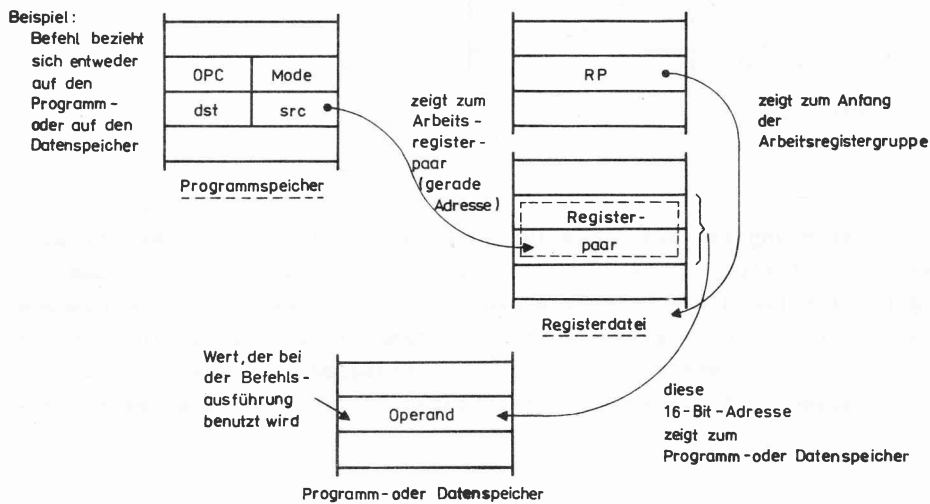 Beispiel:
Befehl bezieht
sich entweder
auf den
Programm-
oder auf den
Datenspeicher
OPC
Mode
dst
src
Programmspeicher
zeigt zum
Arbeits-
register-
paar
(gerade
Adresse)
RP
zeigt zum Anfang
der
Arbeitsregistergruppe
Register-
paar
Registerdatei
Wert, der bei
der Befehls-
ausführung
benutzt wird
Operand
diese
16-Bit-Adresse
zeigt zum
Programm-oder Datenspeicher
Programm-oder Datenspeicher